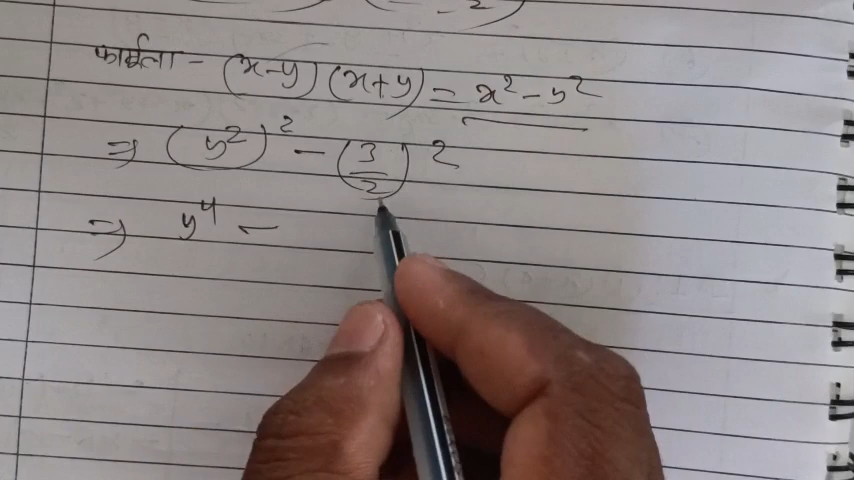 फार्मूला - (x-y)(x+y) = x² - y²
⇒ (y²)² - (3/2)²
⇒ y⁴ -